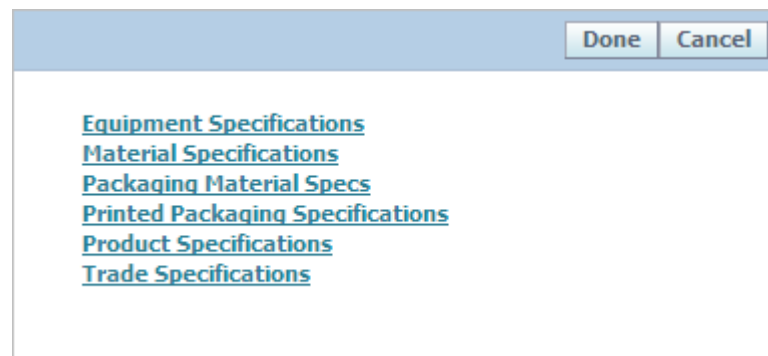 Done Cancel
Equipment Specifications
Material Specifications
Packaging Material Specs
Printed Packaging Specifications
Product Specifications
Trade Specifications